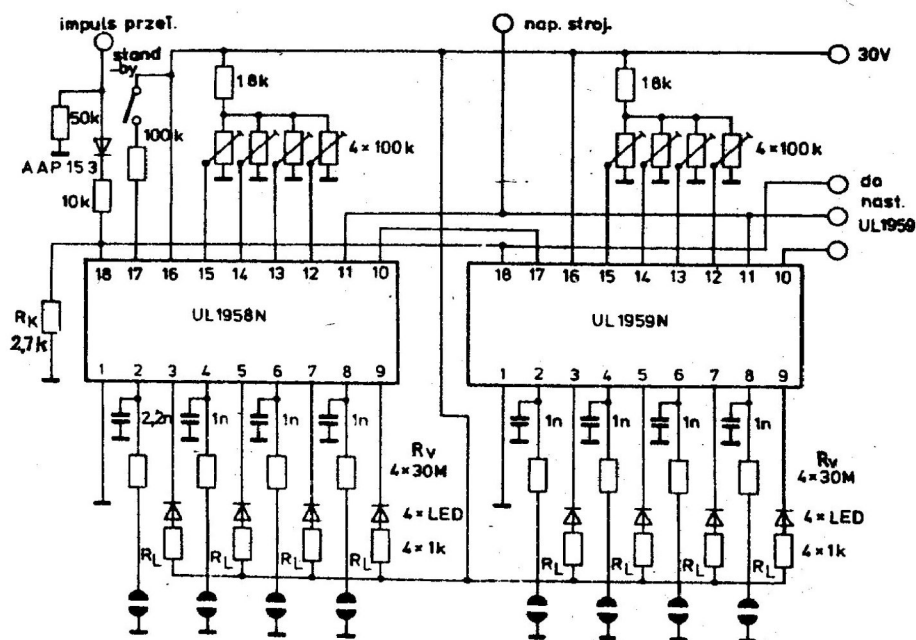 impuls przeł.
nap. stroj.
stand
-by
30V
18k
18k
50k
100k
4×100k
4×100k
AAP 153
10k
do
nast.
UL1959
18 17 16 15 14 13 12 11 10
18 17 16 15 14 13 12 11 10
RK
2,7k
UL1958N
UL1959N
1 2 3 4 5 6 7 8 9
1 2 3 4 5 6 7 8 9
2,2n 1n 1n 1n
1n 1n 1n 1n
Rv
4×30M
Rv
4×30M
4×LED
4×LED
4×1k
4×1k
RL RL RL RL
RL RL RL RL